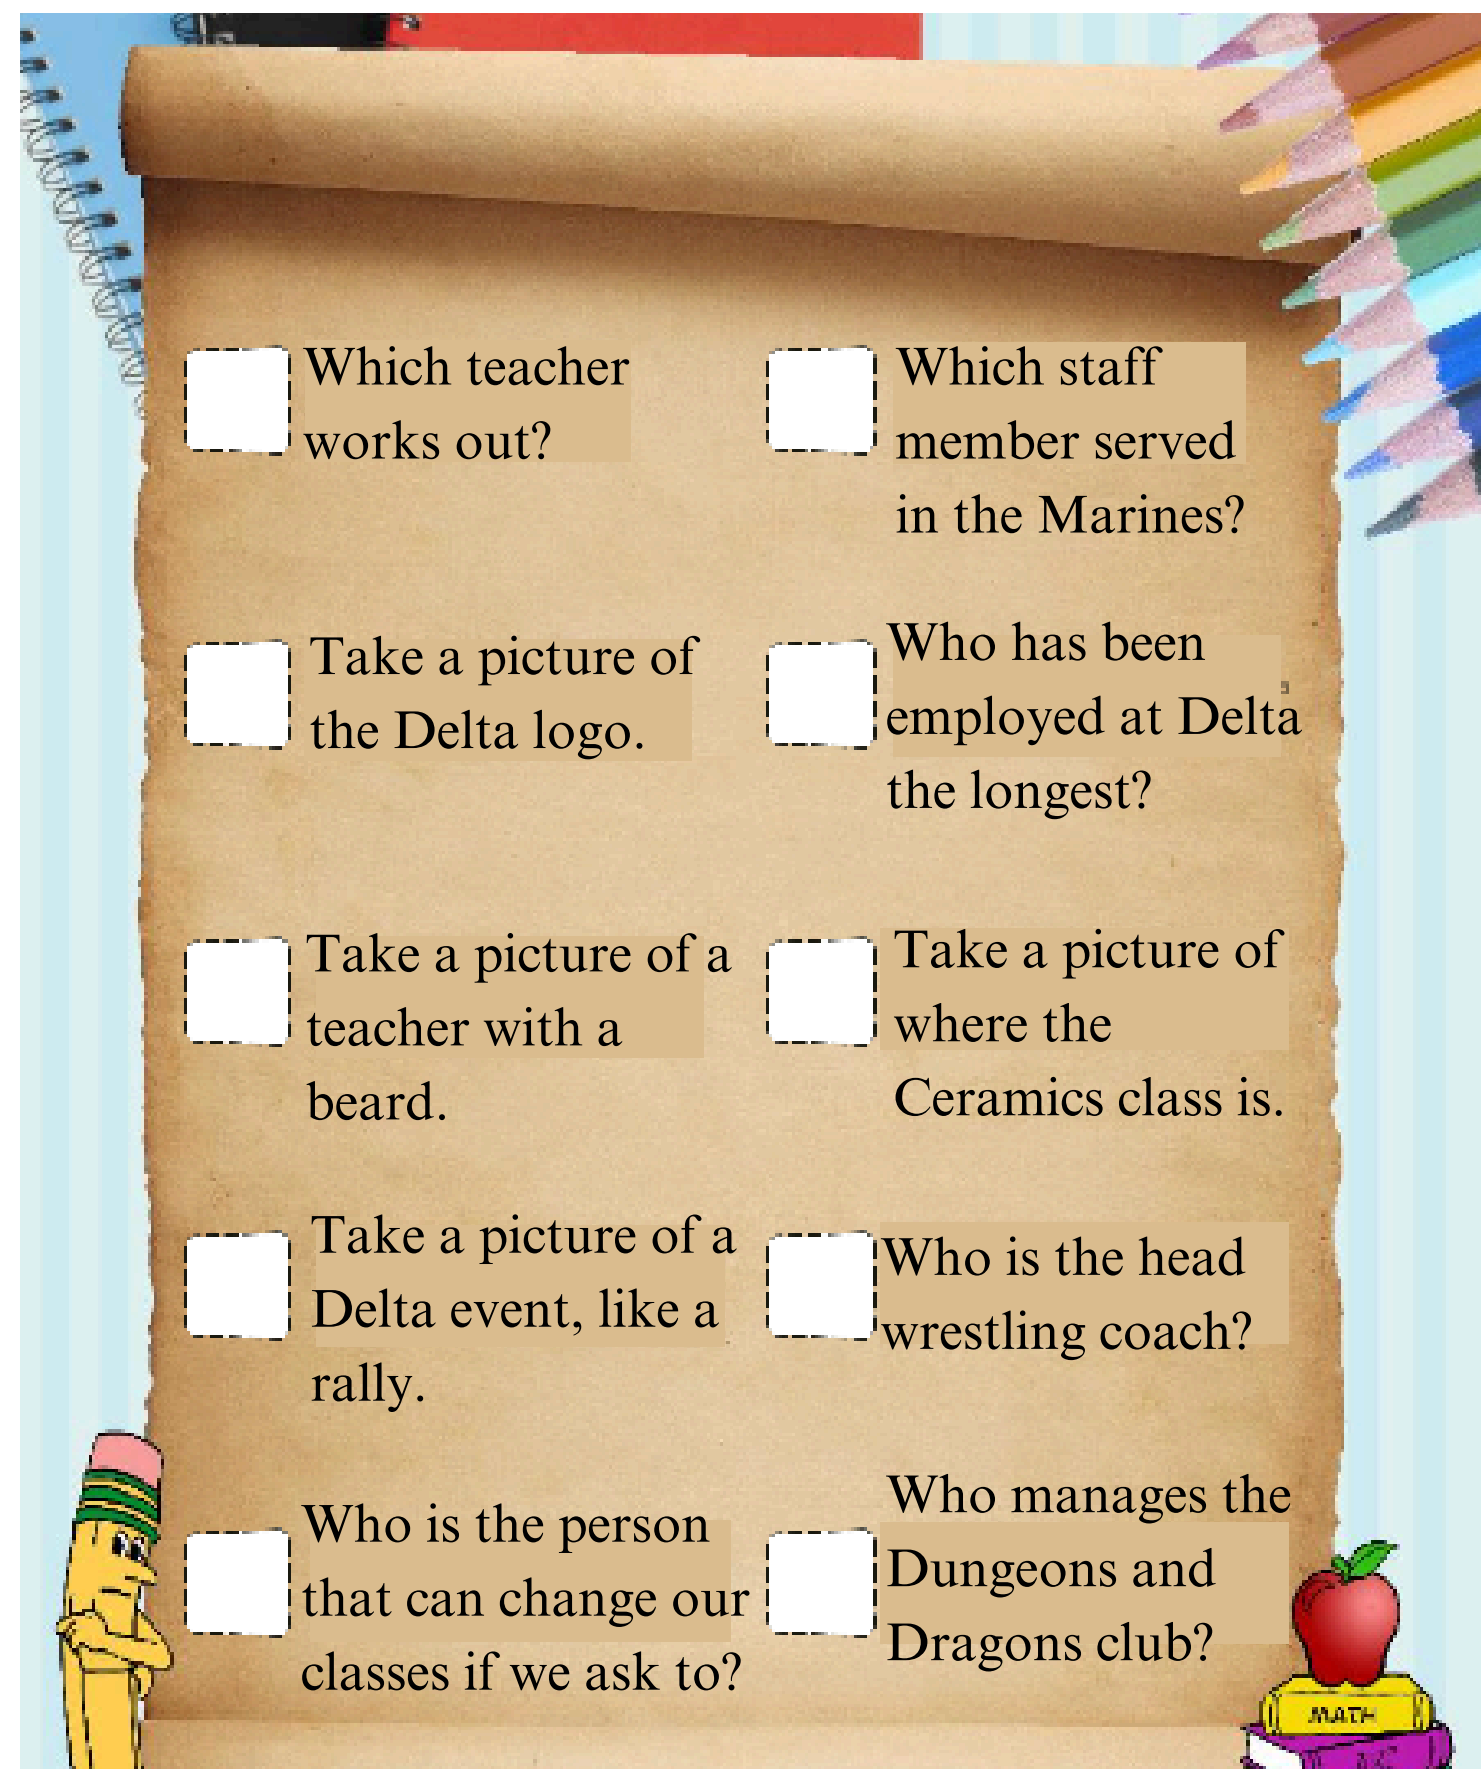 Which teacher
works out?
Which staff
member served
in the Marines?
Take a picture of
the Delta logo.
Who has been
employed at Delta
the longest?
Take a picture of a
teacher with a
beard.
Take a picture of
where the
Ceramics class is.
Take a picture of a
Delta event, like a
rally.
Who is the head
wrestling coach?
Who is the person
that can change our
classes if we ask to?
Who manages the
Dungeons and
Dragons club?
MATH